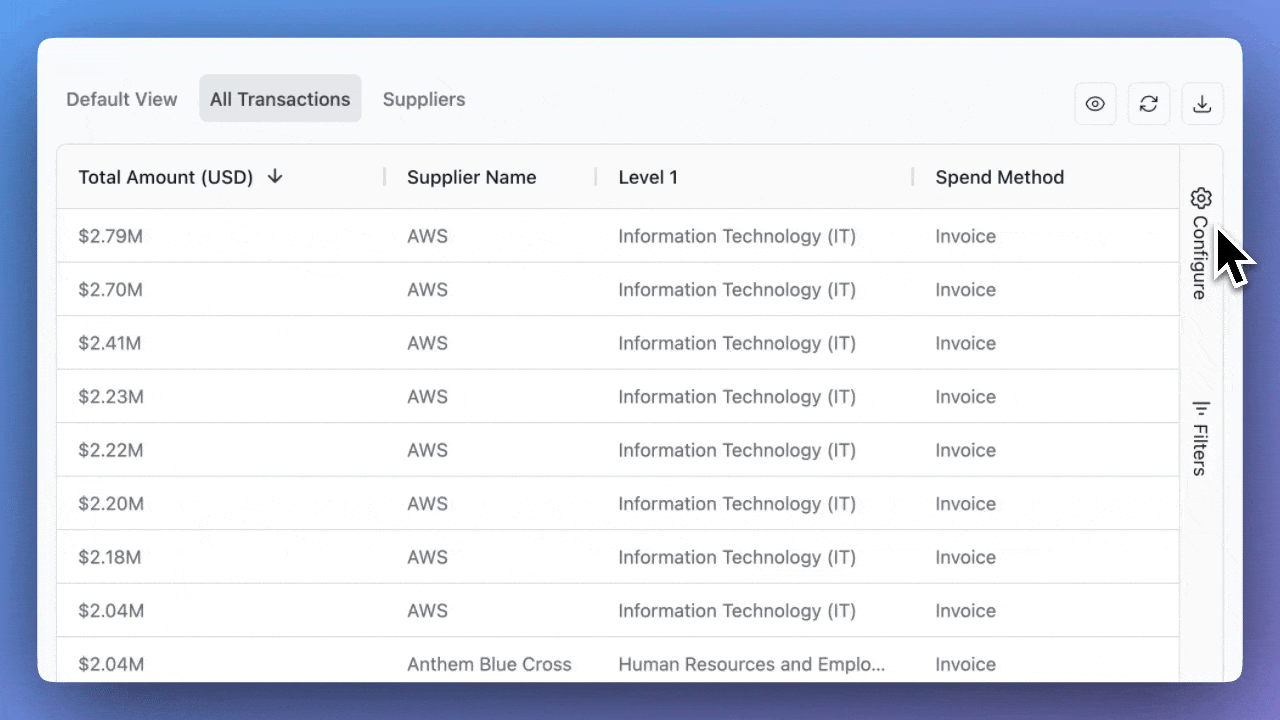 Default View All Transactions Suppliers
Total Amount (USD) Supplier Name Level 1 Spend Method
$2.79M AWS Information Technology (IT) Invoice
$2.70M AWS Information Technology (IT) Invoice
$2.41M AWS Information Technology (IT) Invoice
$2.23M AWS Information Technology (IT) Invoice
$2.22M AWS Information Technology (IT) Invoice
$2.20M AWS Information Technology (IT) Invoice
$2.18M AWS Information Technology (IT) Invoice
$2.04M AWS Information Technology (IT) Invoice
$2.04M Anthem Blue Cross Human Resources and Emplo... Invoice
Configure
Filters